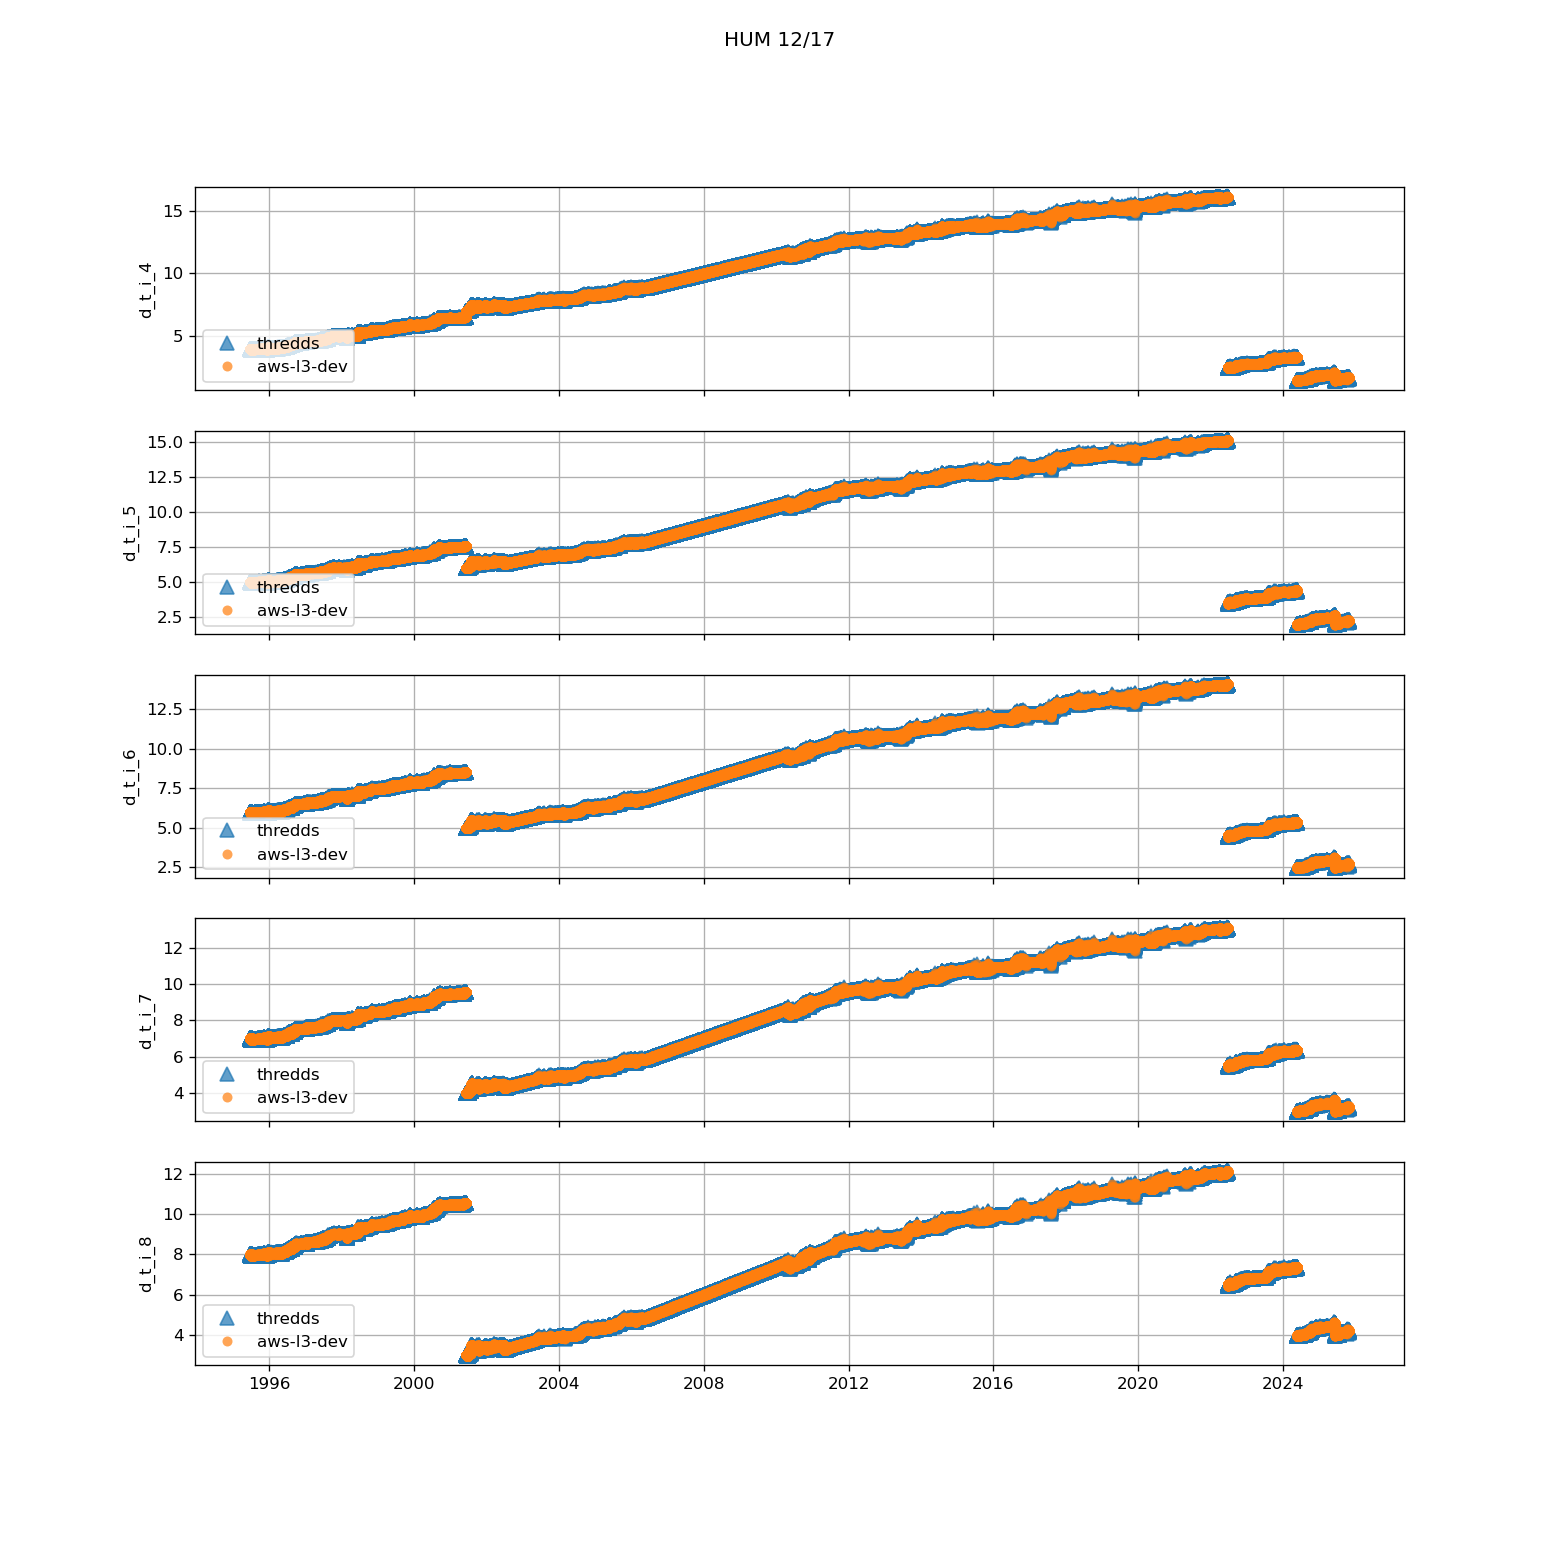 HUM 12/17
15
10
5
d_t_i_4
thredds
aws-l3-dev
15.0
12.5
10.0
7.5
5.0
2.5
d_t_i_5
thredds
aws-l3-dev
12.5
10.0
7.5
5.0
2.5
d_t_i_6
thredds
aws-l3-dev
12
10
8
6
4
d_t_i_7
thredds
aws-l3-dev
12
10
8
6
4
d_t_i_8
thredds
aws-l3-dev
1996 2000 2004 2008 2012 2016 2020 2024